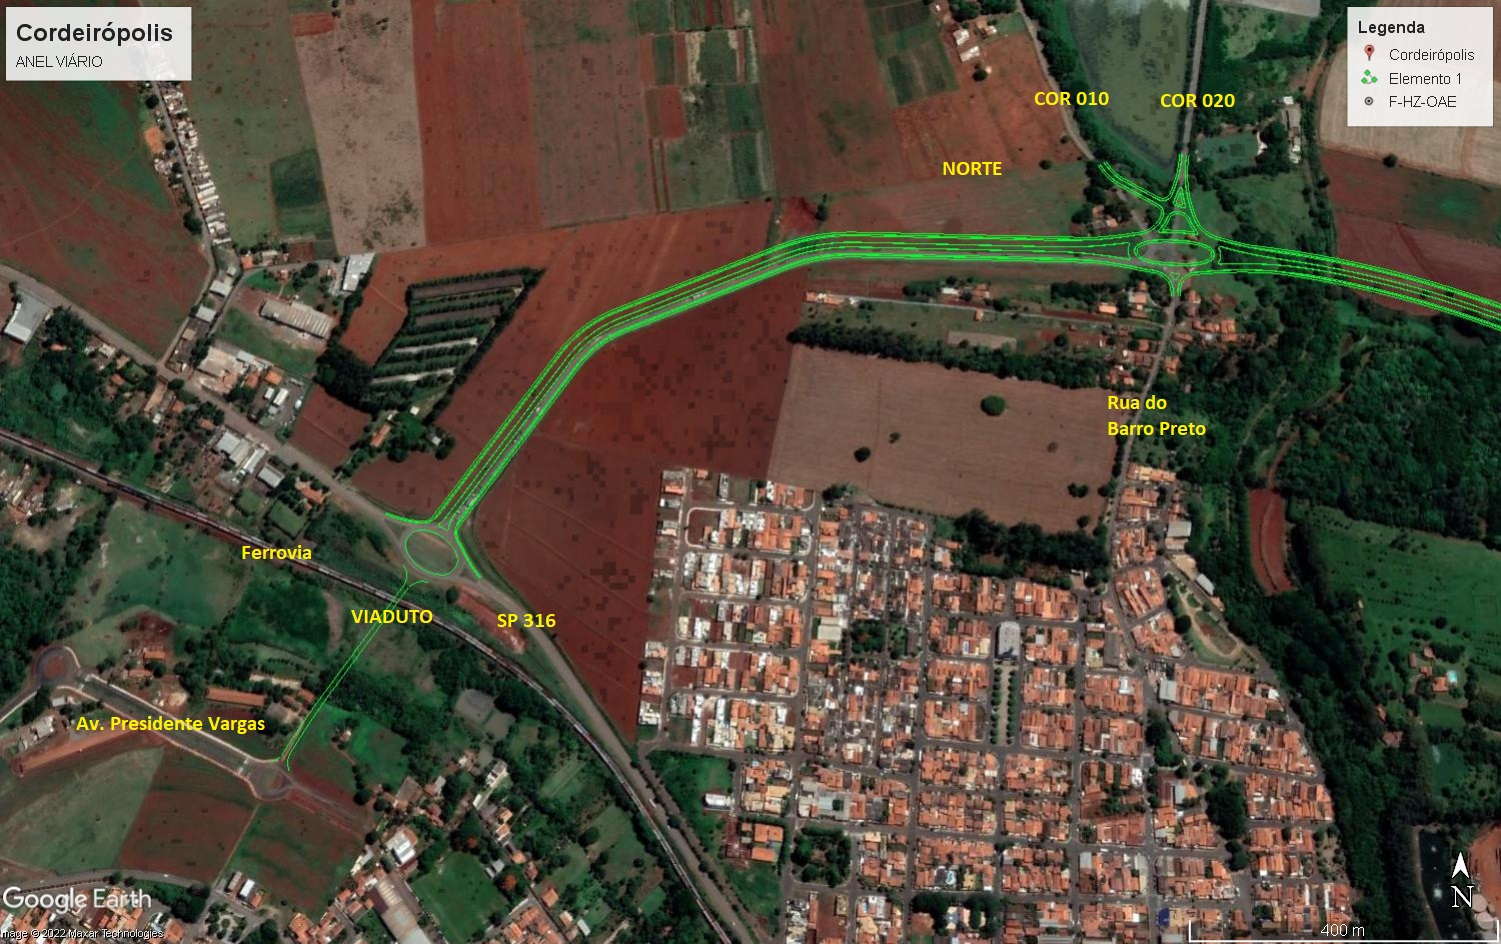 Cordeirópolis
ANEL VIÁRIO
Legenda
Cordeirópolis
Elemento 1
F-HZ-OAE
COR 010
COR 020
NORTE
Rua do
Barro Preto
Ferrovia
VIADUTO
SP 316
Av. Presidente Vargas
Google Earth
mage © 2022 Maxar Technologies
N
400 m